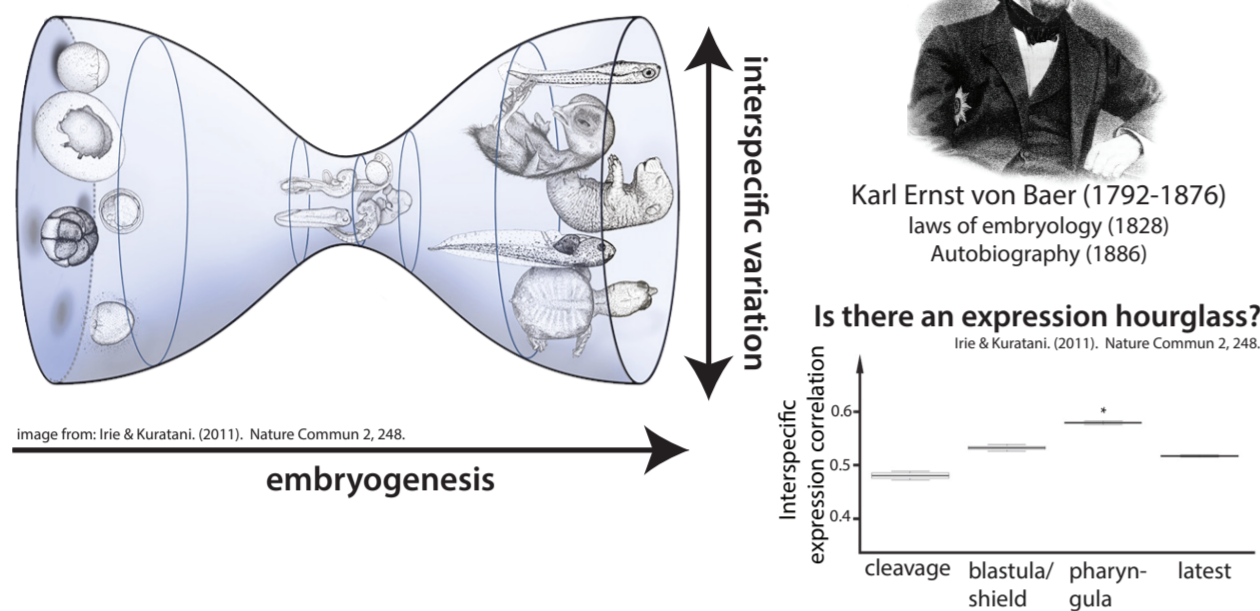 interspecific variation
image from: Irie & Kuratani. (2011). Nature Commun 2, 248.
embryogenesis
Karl Ernst von Baer (1792-1876)
laws of embryology (1828)
Autobiography (1886)
Is there an expression hourglass?
Irie & Kuratani. (2011). Nature Commun 2, 248.
Interspecific
expression correlation
0.6
*
0.5
0.4
cleavage
blastula/
shield
pharyn-
gula
latest